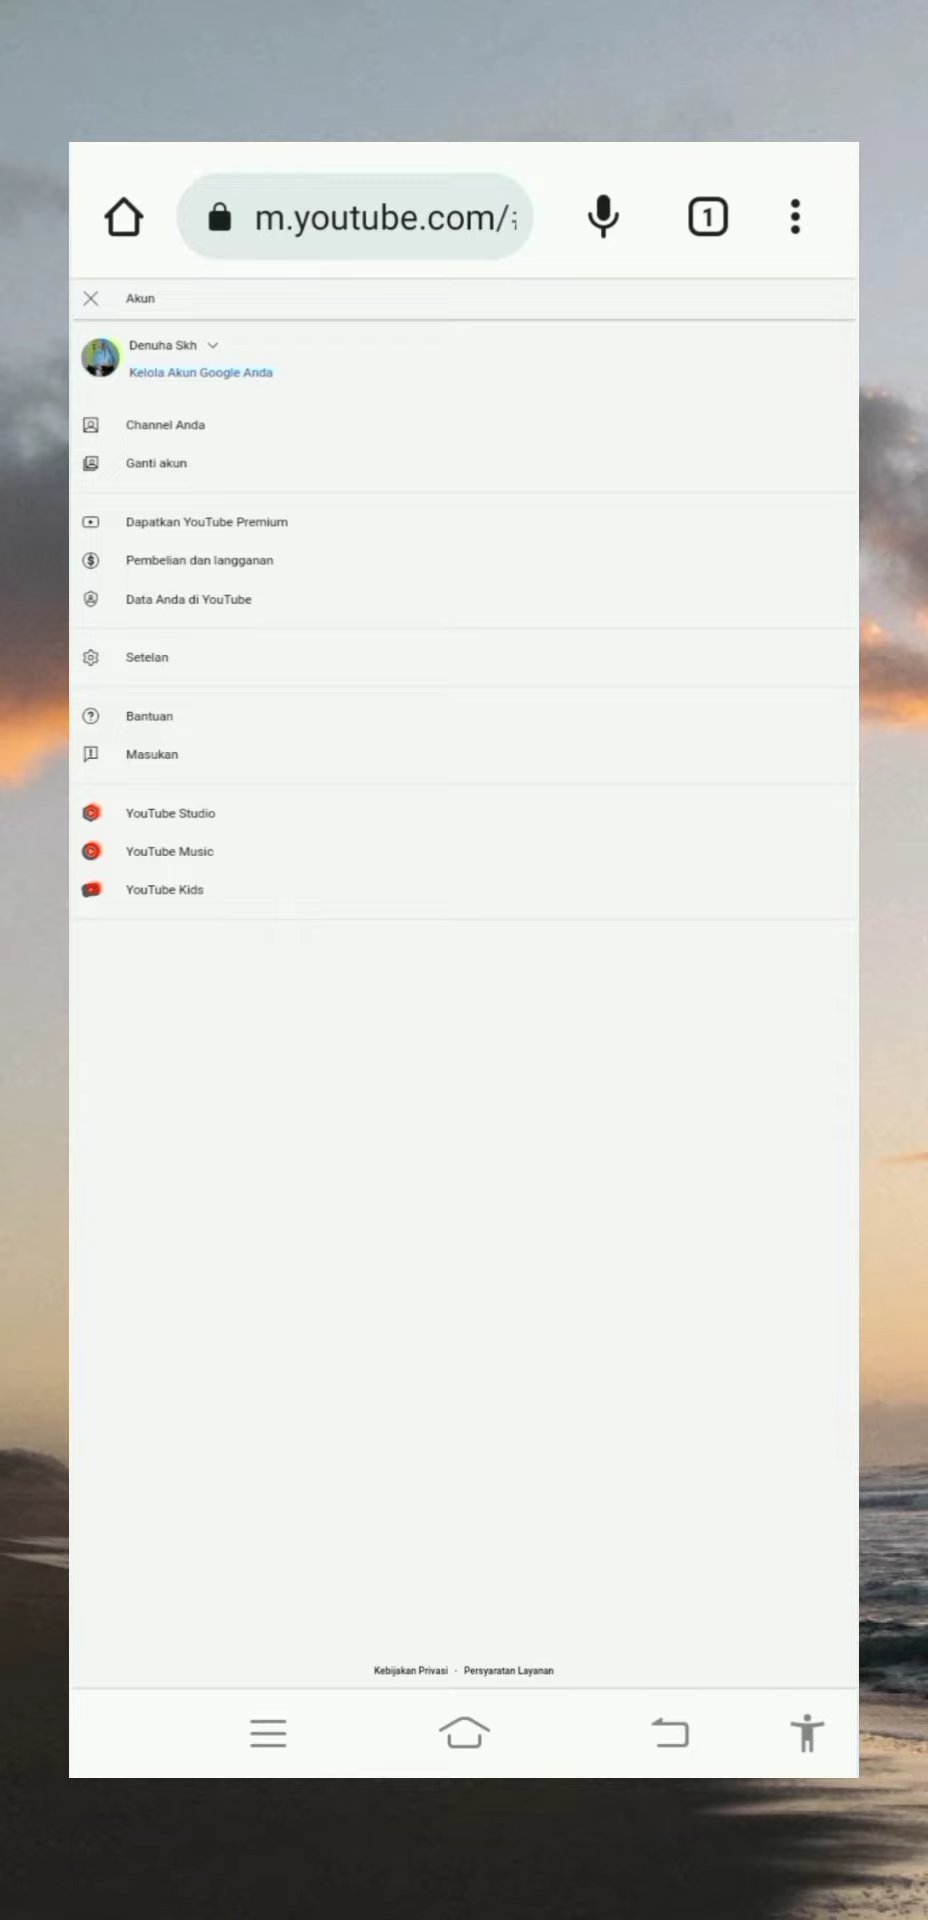 m.youtube.com/
1
Akun
Denuha Skh
Kelola Akun Google Anda
Channel Anda
Ganti akun
Dapatkan YouTube Premium
Pembelian dan langganan
Data Anda di YouTube
Setelan
Bantuan
Masukan
YouTube Studio
YouTube Music
YouTube Kids
Kebijakan Privasi · Persyaratan Layanan